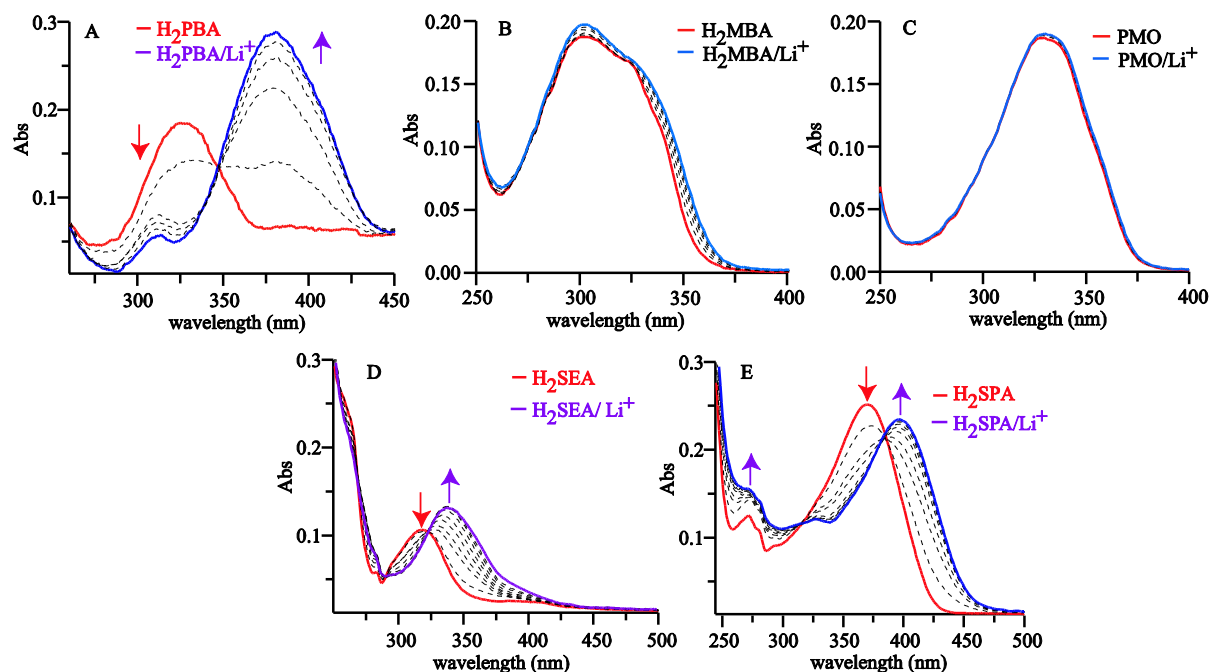 A
H₂PBA
H₂PBA/Li⁺
Abs
0.3
0.2
0.1
300
350
400
450
wavelength (nm)
B
H₂MBA
H₂MBA/Li⁺
Abs
0.20
0.15
0.10
0.05
0.00
250
300
350
400
wavelength (nm)
C
PMO
PMO/Li⁺
Abs
0.20
0.15
0.10
0.05
0.00
250
300
350
400
wavelength (nm)
D
H₂SEA
H₂SEA/ Li⁺
Abs
0.3
0.2
0.1
300
350
400
450
500
wavelength (nm)
E
H₂SPA
H₂SPA/Li⁺
Abs
0.3
0.2
0.1
250
300
350
400
450
500
wavelength (nm)